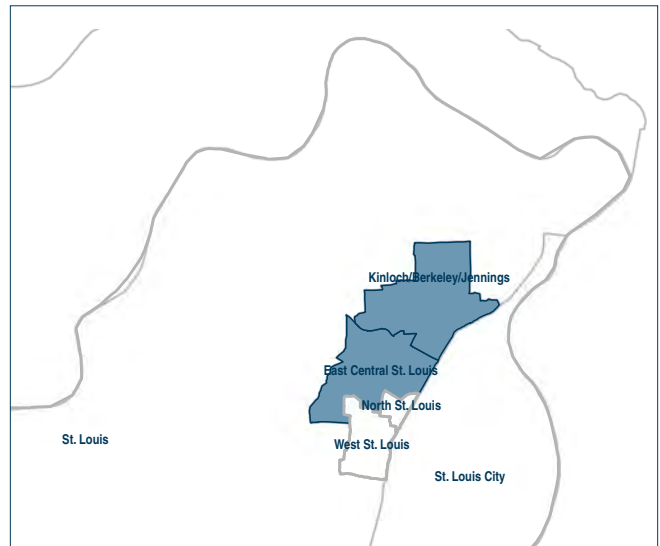 Kinloch/Berkeley/Jennings
East Central St. Louis
North St. Louis
St. Louis
West St. Louis
St. Louis City